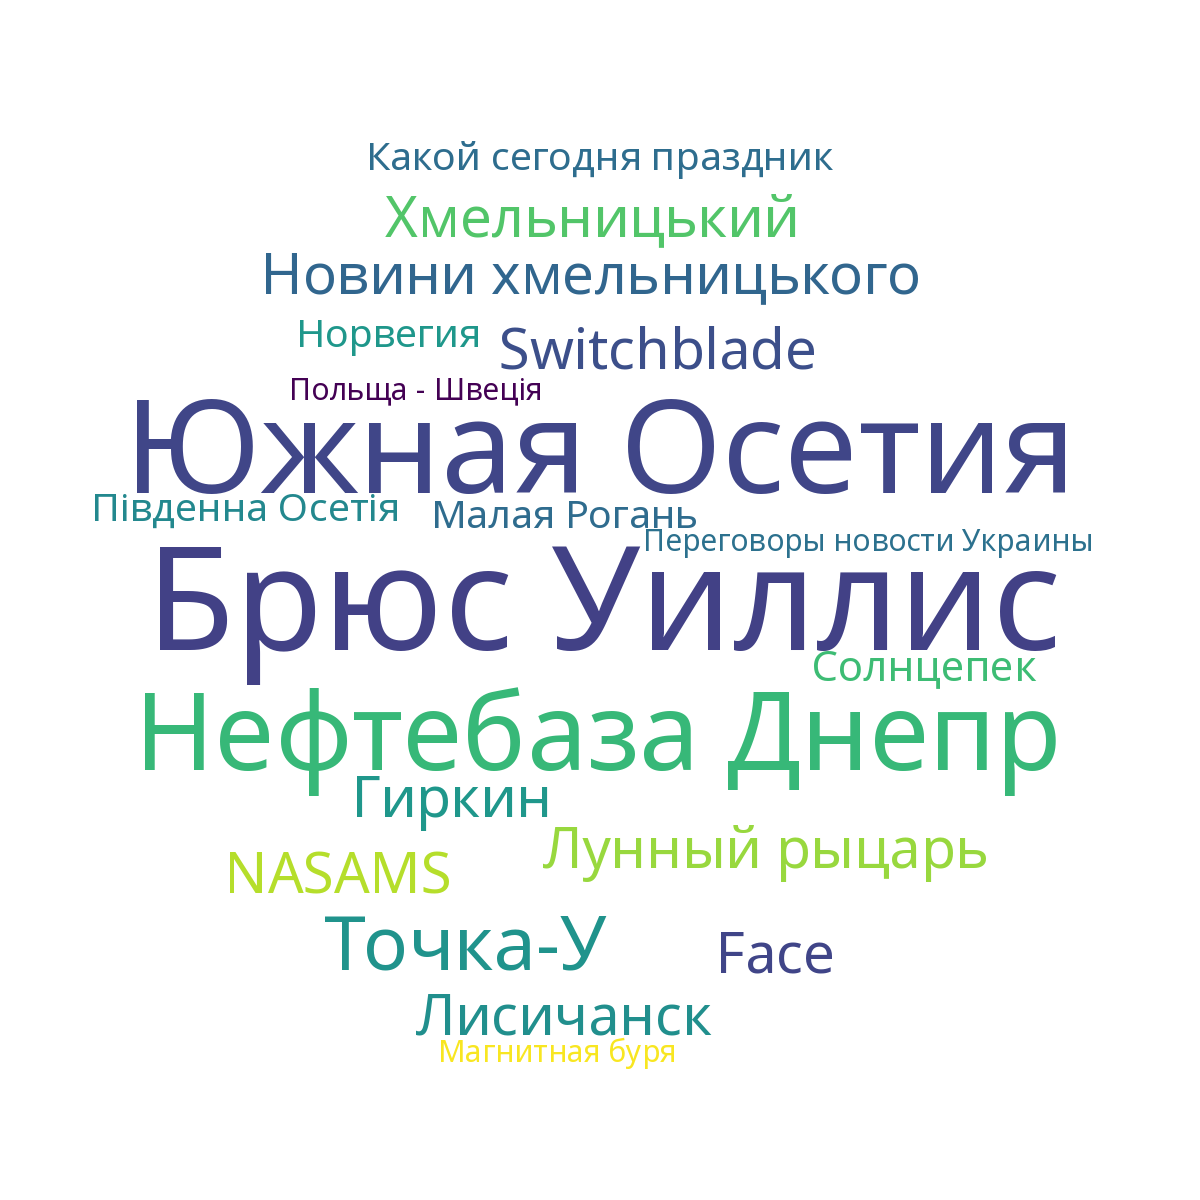 Какой сегодня праздник
Хмельницький
Новини хмельницького
Норвегия
Switchblade
Польща - Швеція
Южная Осетия
Південна Осетія
Малая Рогань
Переговоры новости Украины
Брюс Уиллис
Солнцепек
Нефтебаза Днепр
Гиркин
Лунный рыцарь
NASAMS
Точка-У
Face
Лисичанск
Магнитная буря